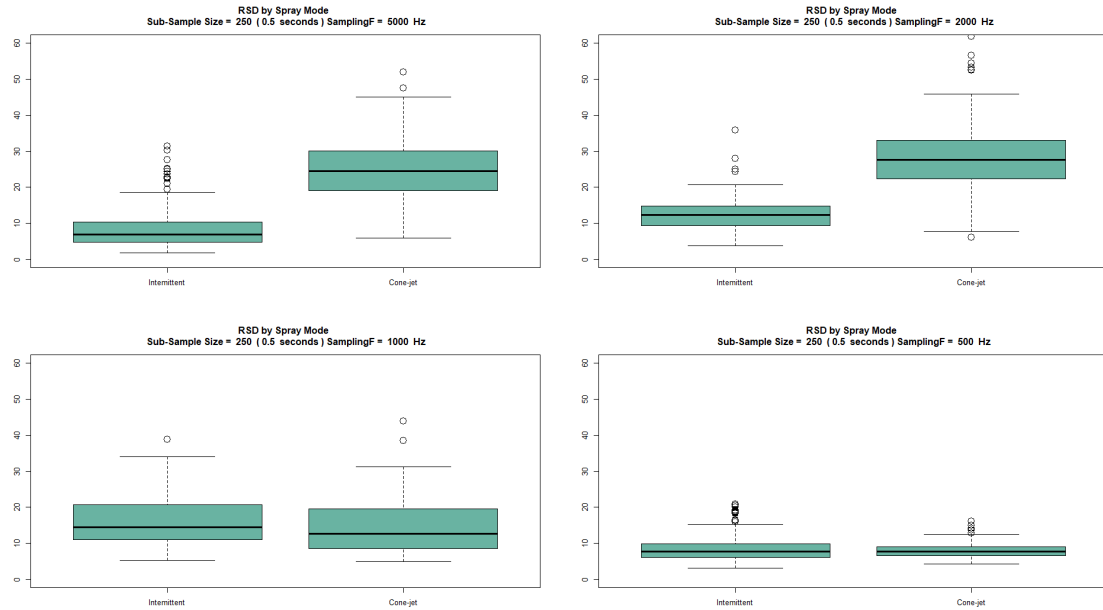 RSD by Spray Mode
Sub-Sample Size = 250 ( 0.5 seconds ) SamplingF = 5000 Hz
60
50
40
30
20
10
0
Intemittent
Cone-jet
RSD by Spray Mode
Sub-Sample Size = 250 ( 0.5 seconds ) SamplingF = 2000 Hz
60
50
40
30
20
10
0
Intemittent
Cone-jet
RSD by Spray Mode
Sub-Sample Size = 250 ( 0.5 seconds ) SamplingF = 1000 Hz
60
50
40
30
20
10
0
Intemittent
Cone-jet
RSD by Spray Mode
Sub-Sample Size = 250 ( 0.5 seconds ) SamplingF = 500 Hz
60
50
40
30
20
10
0
Intemittent
Cone-jet